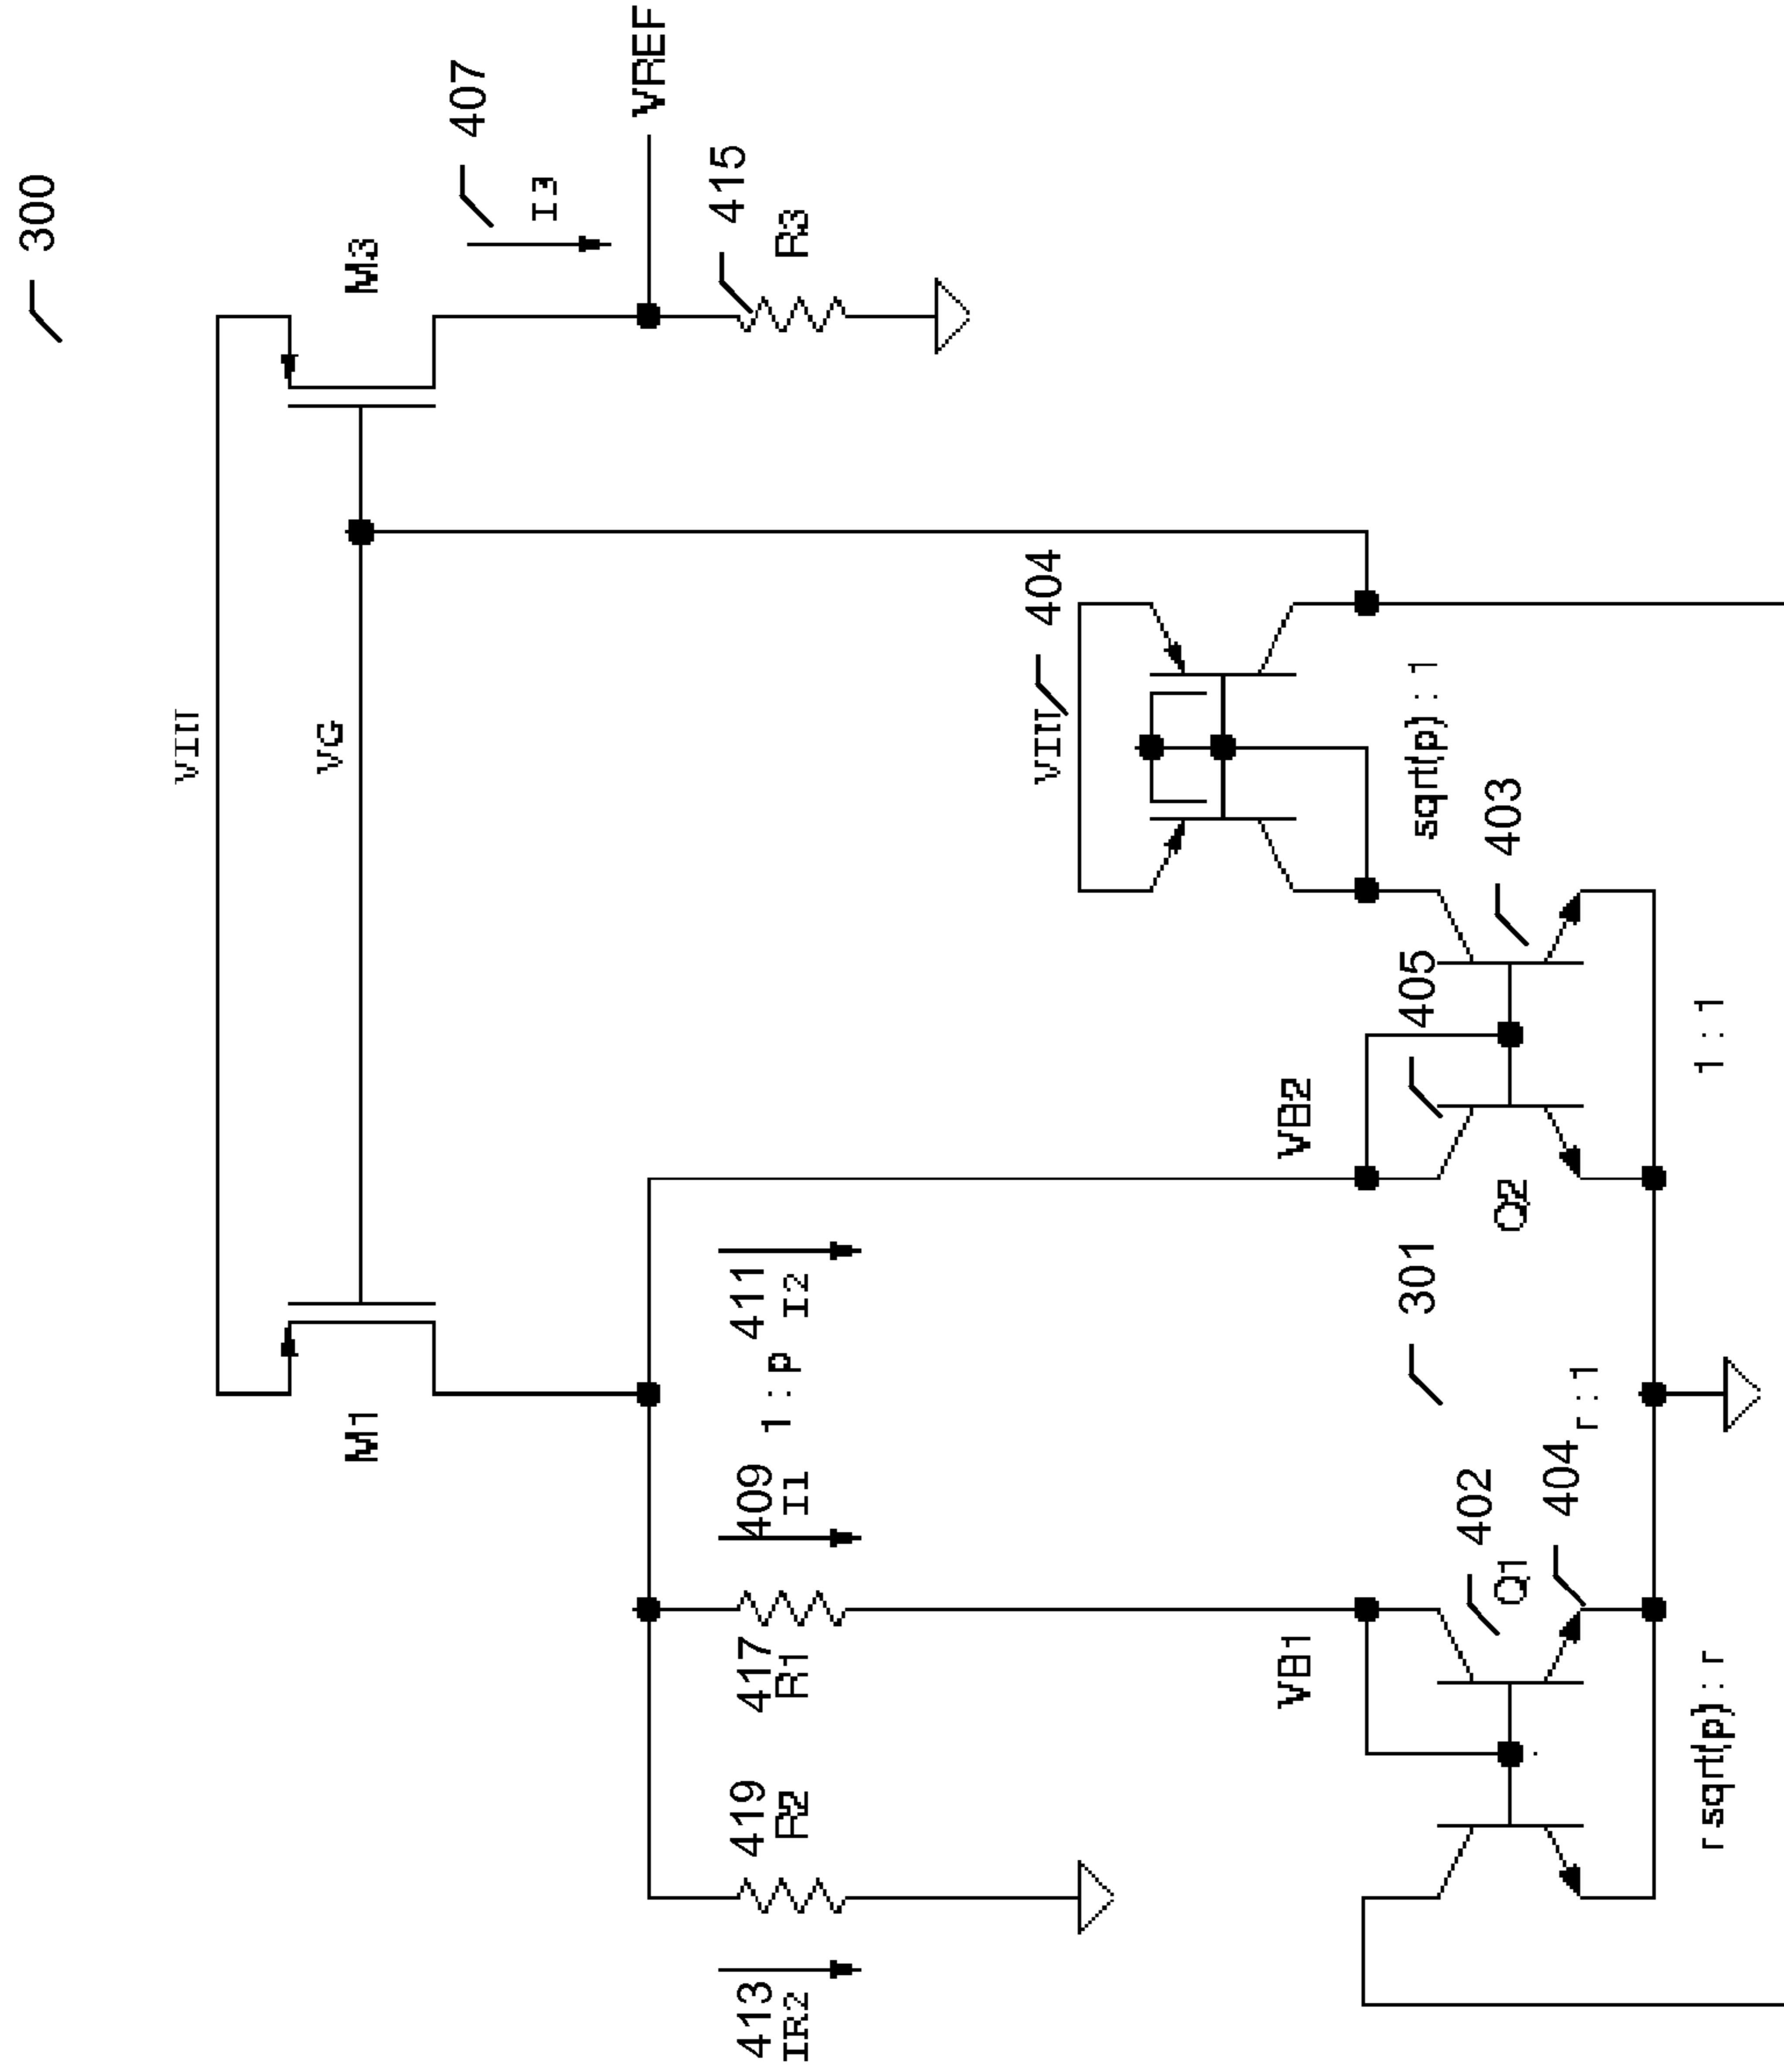 300
VIII
M1
M3
VG
407
I3
VREF
413
IR2
419
R2
417
R1
409
I1
1:p
411
I2
415
R3
VIII
404
VB1
VB2
301
405
sqrt(p):1
402
Q1
Q2
403
404
r:1
rsqrt(p):r
1:1